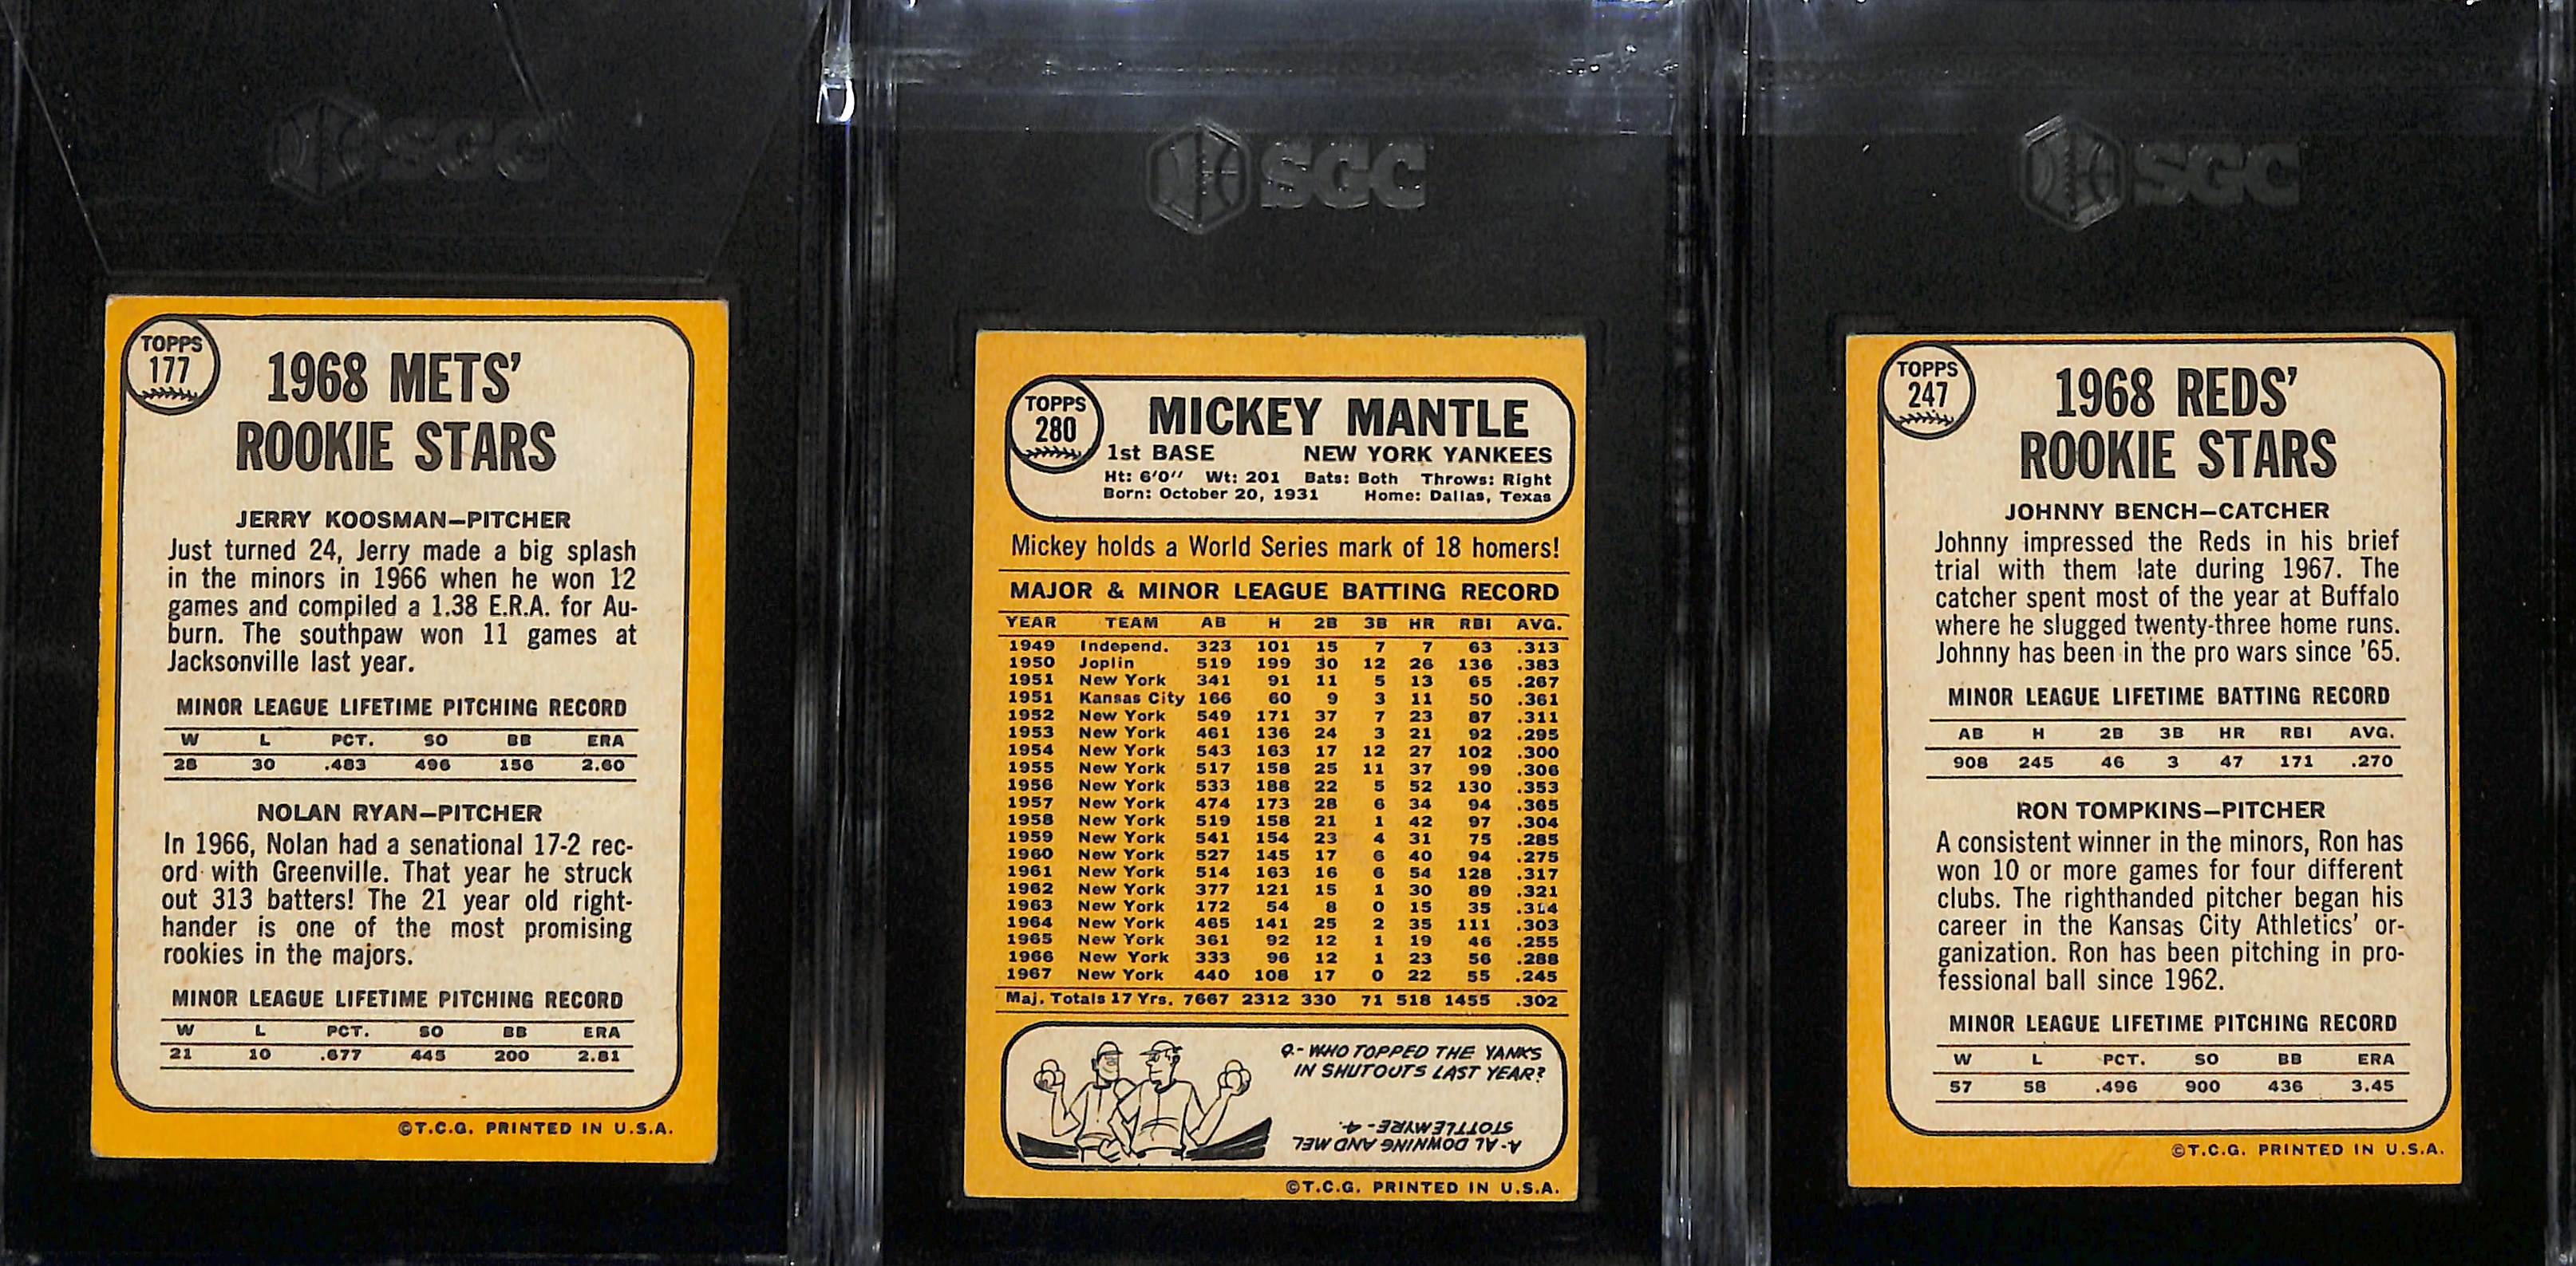 SGC
TOPPS
177
1968 METS'
ROOKIE STARS
JERRY KOOSMAN—PITCHER
Just turned 24, Jerry made a big splash
in the minors in 1966 when he won 12
games and compiled a 1.38 E.R.A. for Au-
burn. The southpaw won 11 games at
Jacksonville last year.
MINOR LEAGUE LIFETIME PITCHING RECORD
W L PCT. SO BB ERA
28 30 .483 496 156 2.60
NOLAN RYAN—PITCHER
In 1966, Nolan had a senational 17-2 rec-
ord with Greenville. That year he struck
out 313 batters! The 21 year old right-
hander is one of the most promising
rookies in the majors.
MINOR LEAGUE LIFETIME PITCHING RECORD
W L PCT. SO BB ERA
21 10 .677 445 200 2.81
©T.C.G. PRINTED IN U.S.A.
SGC
TOPPS
280
MICKEY MANTLE
1st BASE NEW YORK YANKEES
Ht: 6'0" Wt: 201 Bats: Both Throws: Right
Born: October 20, 1931 Home: Dallas, Texas
Mickey holds a World Series mark of 18 homers!
MAJOR & MINOR LEAGUE BATTING RECORD
YEAR TEAM AB H 2B 3B HR RBI AVG.
1949 Independ. 323 101 15 7 7 63 .313
1950 Joplin 519 199 30 12 26 136 .383
1951 New York 341 91 11 5 13 65 .267
1951 Kansas City 166 60 9 3 11 50 .361
1952 New York 549 171 37 7 23 87 .311
1953 New York 461 136 24 3 21 92 .295
1954 New York 543 163 17 12 27 102 .300
1955 New York 517 158 25 11 37 99 .306
1956 New York 533 188 22 5 52 130 .353
1957 New York 474 173 28 6 34 94 .365
1958 New York 519 158 21 1 42 97 .304
1959 New York 541 154 23 4 31 75 .285
1960 New York 527 145 17 6 40 94 .275
1961 New York 514 163 16 6 54 128 .317
1962 New York 377 121 15 1 30 89 .321
1963 New York 172 54 8 0 15 35 .314
1964 New York 465 141 25 2 35 111 .303
1965 New York 361 92 12 1 19 46 .255
1966 New York 333 96 12 1 23 56 .288
1967 New York 440 108 17 0 22 55 .245
Maj. Totals 17 Yrs. 7667 2312 330 71 518 1455 .302
Q.- WHO TOPPED THE YANKS
IN SHUTOUTS LAST YEAR?
A- AL DOWNING AND MEL
STOTTLEMYRE - 4.
©T.C.G. PRINTED IN U.S.A.
SGC
TOPPS
247
1968 REDS'
ROOKIE STARS
JOHNNY BENCH—CATCHER
Johnny impressed the Reds in his brief
trial with them late during 1967. The
catcher spent most of the year at Buffalo
where he slugged twenty-three home runs.
Johnny has been in the pro wars since '65.
MINOR LEAGUE LIFETIME BATTING RECORD
AB H 2B 3B HR RBI AVG.
908 245 46 3 47 171 .270
RON TOMPKINS—PITCHER
A consistent winner in the minors, Ron has
won 10 or more games for four different
clubs. The righthanded pitcher began his
career in the Kansas City Athletics' or-
ganization. Ron has been pitching in pro-
fessional ball since 1962.
MINOR LEAGUE LIFETIME PITCHING RECORD
W L PCT. SO BB ERA
57 58 .496 900 436 3.45
©T.C.G. PRINTED IN U.S.A.